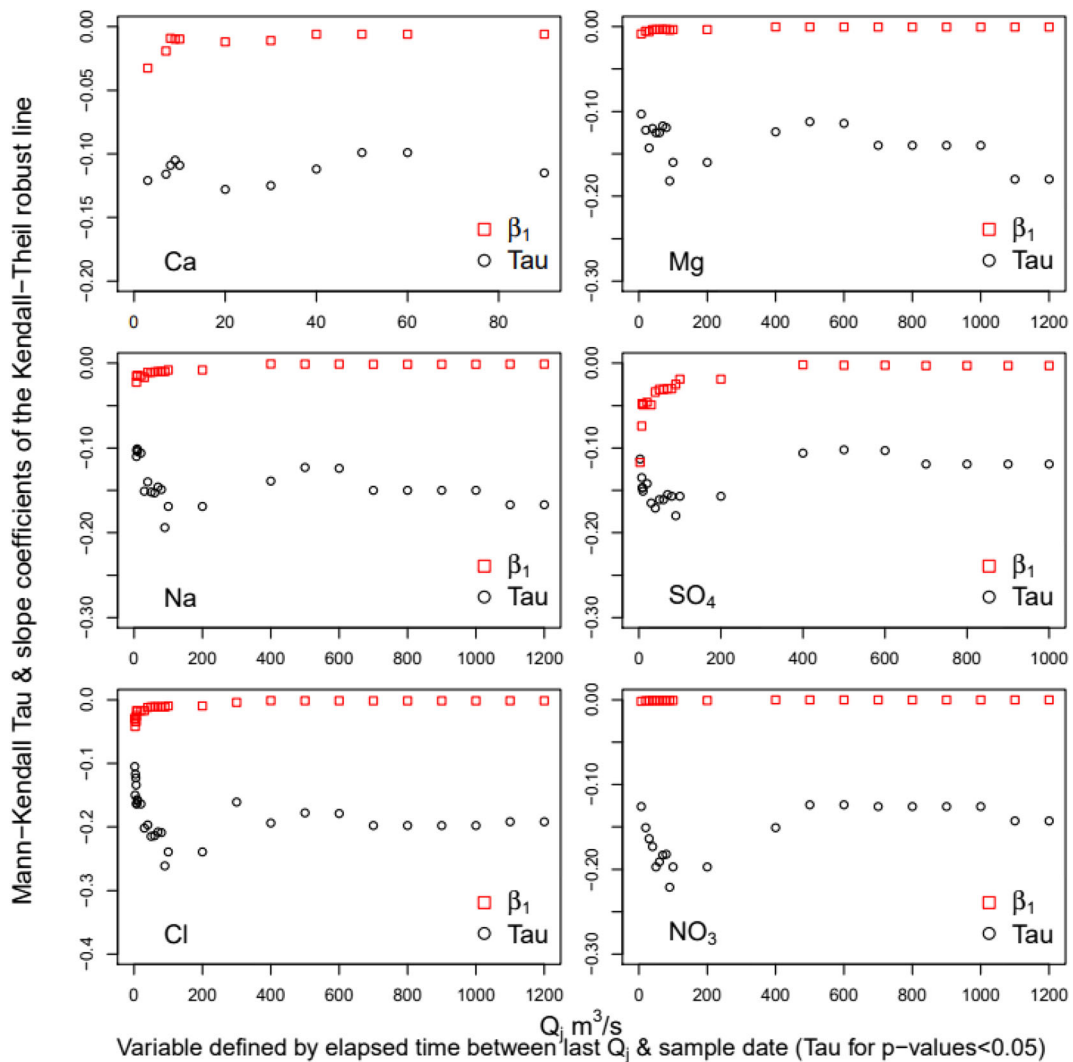 Mann−Kendall Tau & slope coefficients of the Kendall−Theil robust line
0.00
−0.05
−0.10
−0.15
−0.20
0 20 40 60 80
β1
Tau
Ca
0.00
−0.10
−0.20
−0.30
0 200 400 600 800 1000 1200
β1
Tau
Mg
0.00
−0.10
−0.20
−0.30
0 200 400 600 800 1000 1200
β1
Tau
Na
0.00
−0.10
−0.20
−0.30
0 200 400 600 800 1000
β1
Tau
SO4
0.0
−0.1
−0.2
−0.3
−0.4
0 200 400 600 800 1000 1200
β1
Tau
Cl
0.00
−0.10
−0.20
−0.30
0 200 400 600 800 1000 1200
β1
Tau
NO3
Qj m3/s
Variable defined by elapsed time between last Qj & sample date (Tau for p−values<0.05)